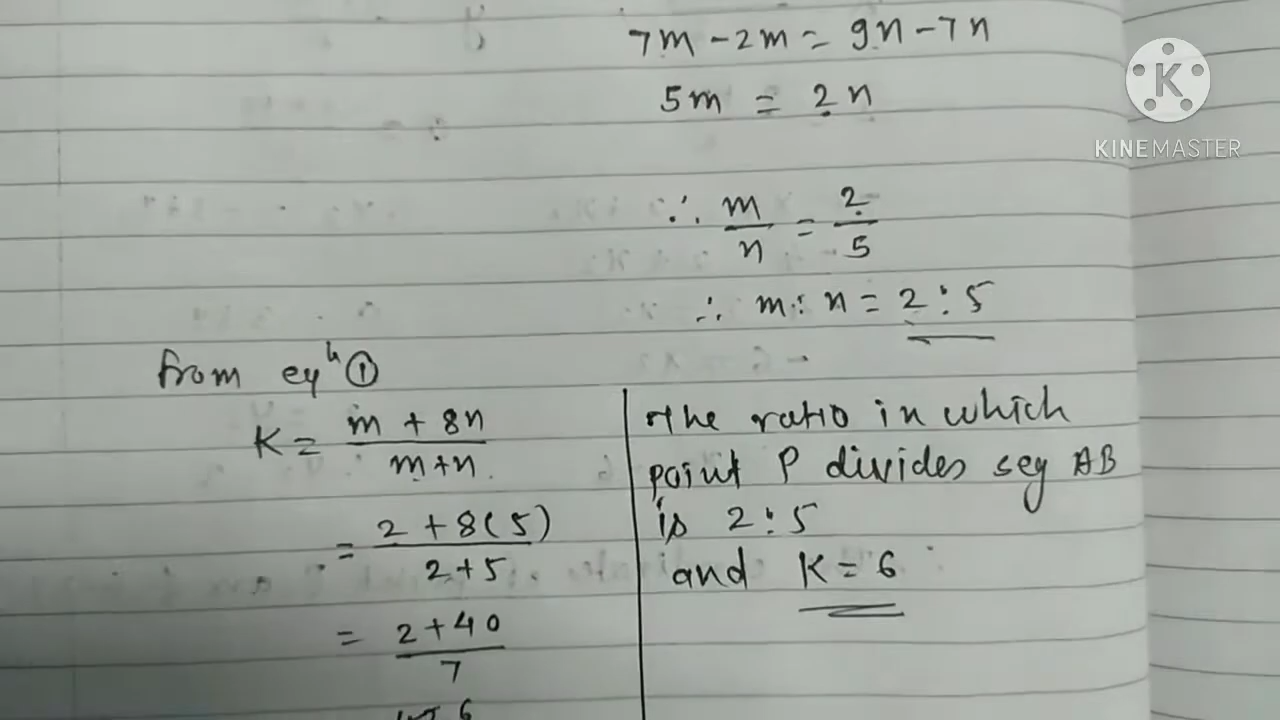 7m - 2m = 9n - 7n
5m = 2n
∴ m/n = 2/5
∴ m : n = 2 : 5
K
KINEMASTER
from eqⁿ ①
K = (m + 8n)/(m+n)
= (2 + 8(5))/(2+5)
= (2+40)/7
6
the ratio in which
point P divides seg AB
is 2:5
and K = 6